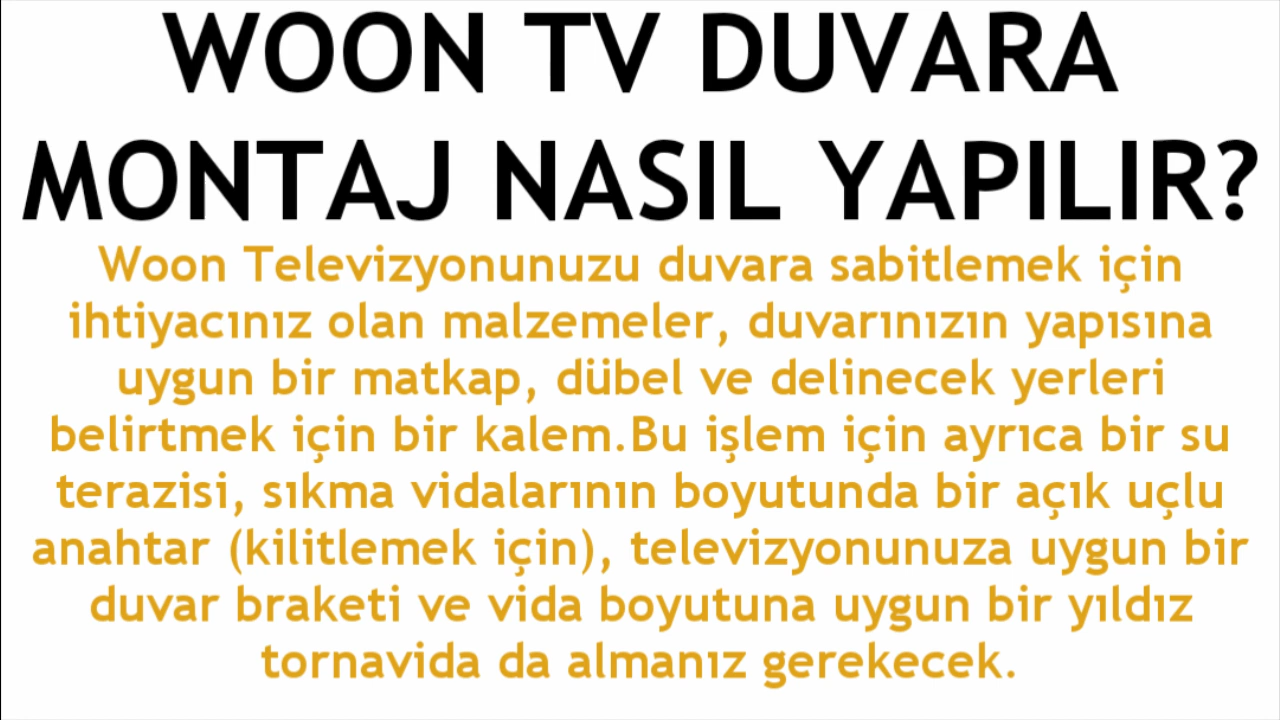 WOON TV DUVARA
MONTAJ NASIL YAPILIR?
Woon Televizyonunuzu duvara sabitlemek için
ihtiyacınız olan malzemeler, duvarınızın yapısına
uygun bir matkap, dübel ve delinecek yerleri
belirtmek için bir kalem.Bu işlem için ayrıca bir su
terazisi, sıkma vidalarının boyutunda bir açık uçlu
anahtar (kilitlemek için), televizyonunuza uygun bir
duvar braketi ve vida boyutuna uygun bir yıldız
tornavida da almanız gerekecek.